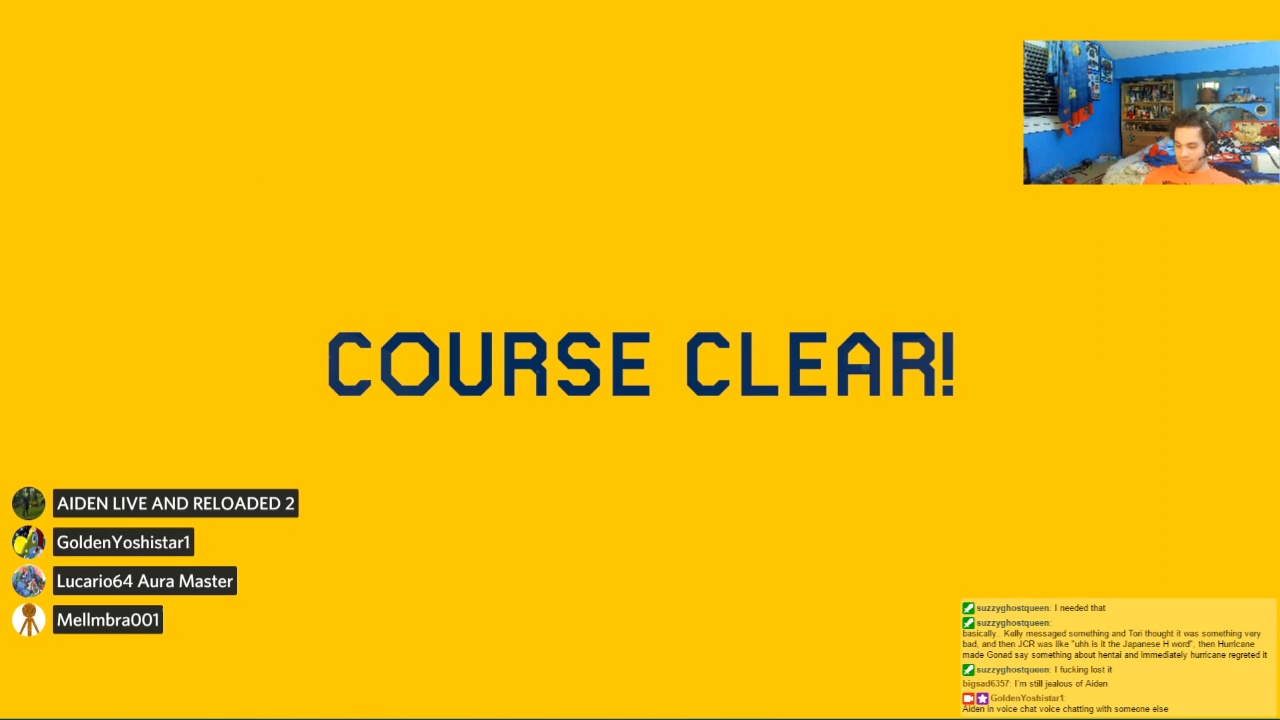 COURSE CLEAR!
AIDEN LIVE AND RELOADED 2
GoldenYoshistar1
Lucario64 Aura Master
Mellmbra001
suzzyghostqueen: I needed that
suzzyghostqueen:
basically.. Kelly messaged something and Tori thought it was something very
bad, and then JCR was like "uhh is it the Japanese H word", then Hurricane
made Gonad say something about hentai and immediately hurricane regretted it
suzzyghostqueen: I fucking lost it
bigsad6357: I'm still jealous of Aiden
GoldenYoshistar1:
Aiden in voice chat voice chatting with someone else